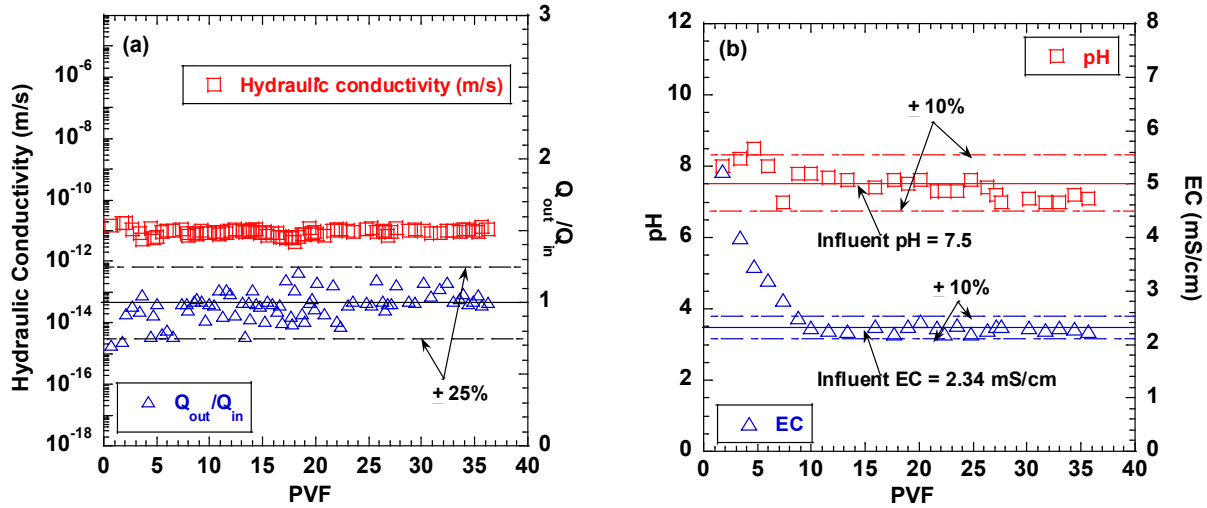 (a)
Hydraulic Conductivity (m/s)
10-6
10-8
10-10
10-12
10-14
10-16
10-18
Hydraulic conductivity (m/s)
Qout/Qin
+ 25%
3
2
1
0
Qout/Qin
0 5 10 15 20 25 30 35 40
PVF
(b)
pH
12
10
8
6
4
2
0
pH
+ 10%
Influent pH = 7.5
+ 10%
Influent EC = 2.34 mS/cm
EC
8
7
6
5
4
3
2
1
0
EC (mS/cm)
0 5 10 15 20 25 30 35 40
PVF